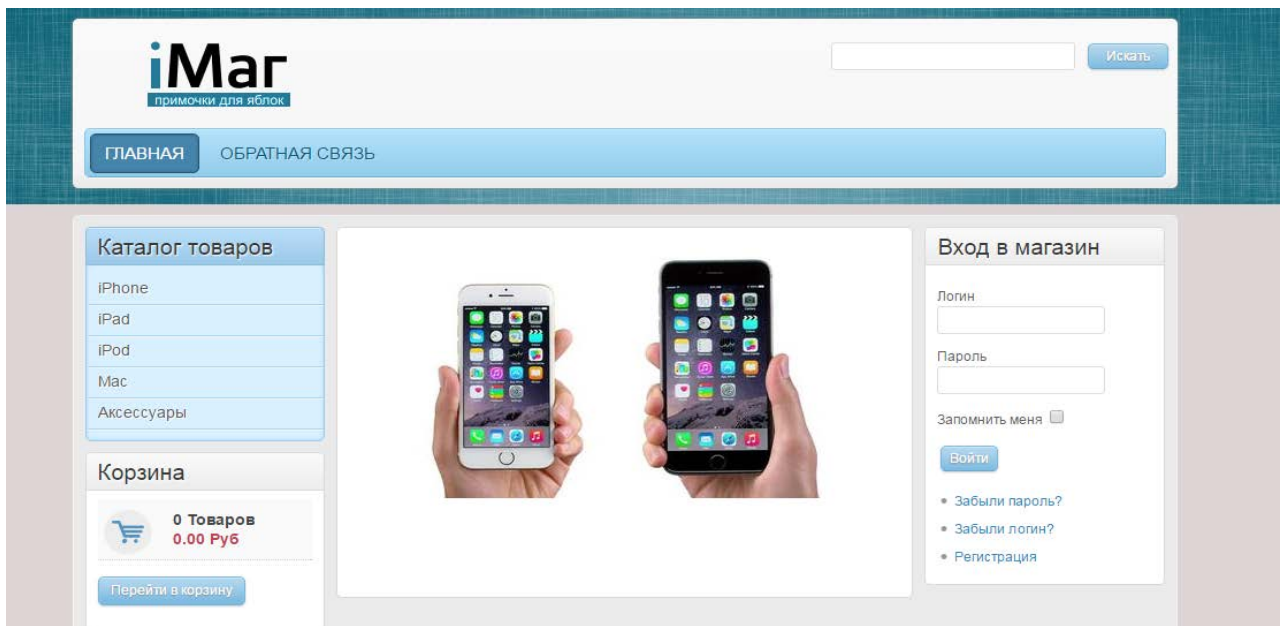 iМаг
примочки для яблок
Искать
ГЛАВНАЯ
ОБРАТНАЯ СВЯЗЬ
Каталог товаров
iPhone
iPad
iPod
Mac
Аксессуары
Корзина
0 Товаров
0.00 Руб
Перейти в корзину
Вход в магазин
Логин
Пароль
Запомнить меня
Войти
Забыли пароль?
Забыли логин?
Регистрация